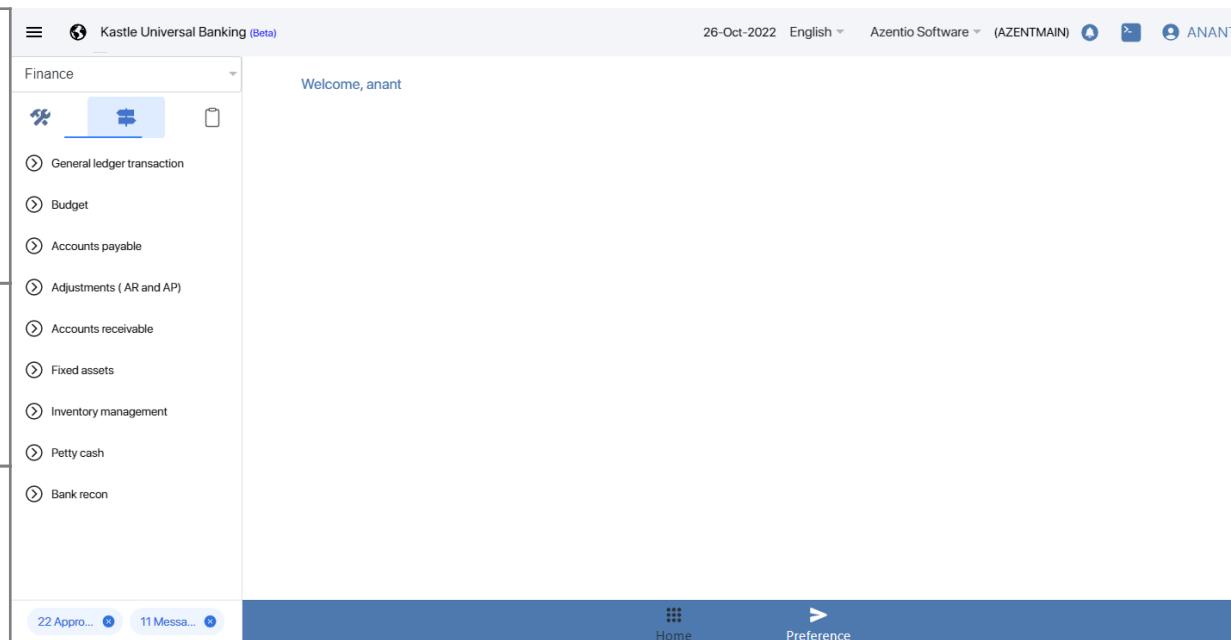 Kastle Universal Banking (Beta)
26-Oct-2022 English Azentio Software (AZENTMAIN) ANANT
Finance
Welcome, anant
General ledger transaction
Budget
Accounts payable
Adjustments ( AR and AP)
Accounts receivable
Fixed assets
Inventory management
Petty cash
Bank recon
22 Appro... 11 Messa...
Home Preference